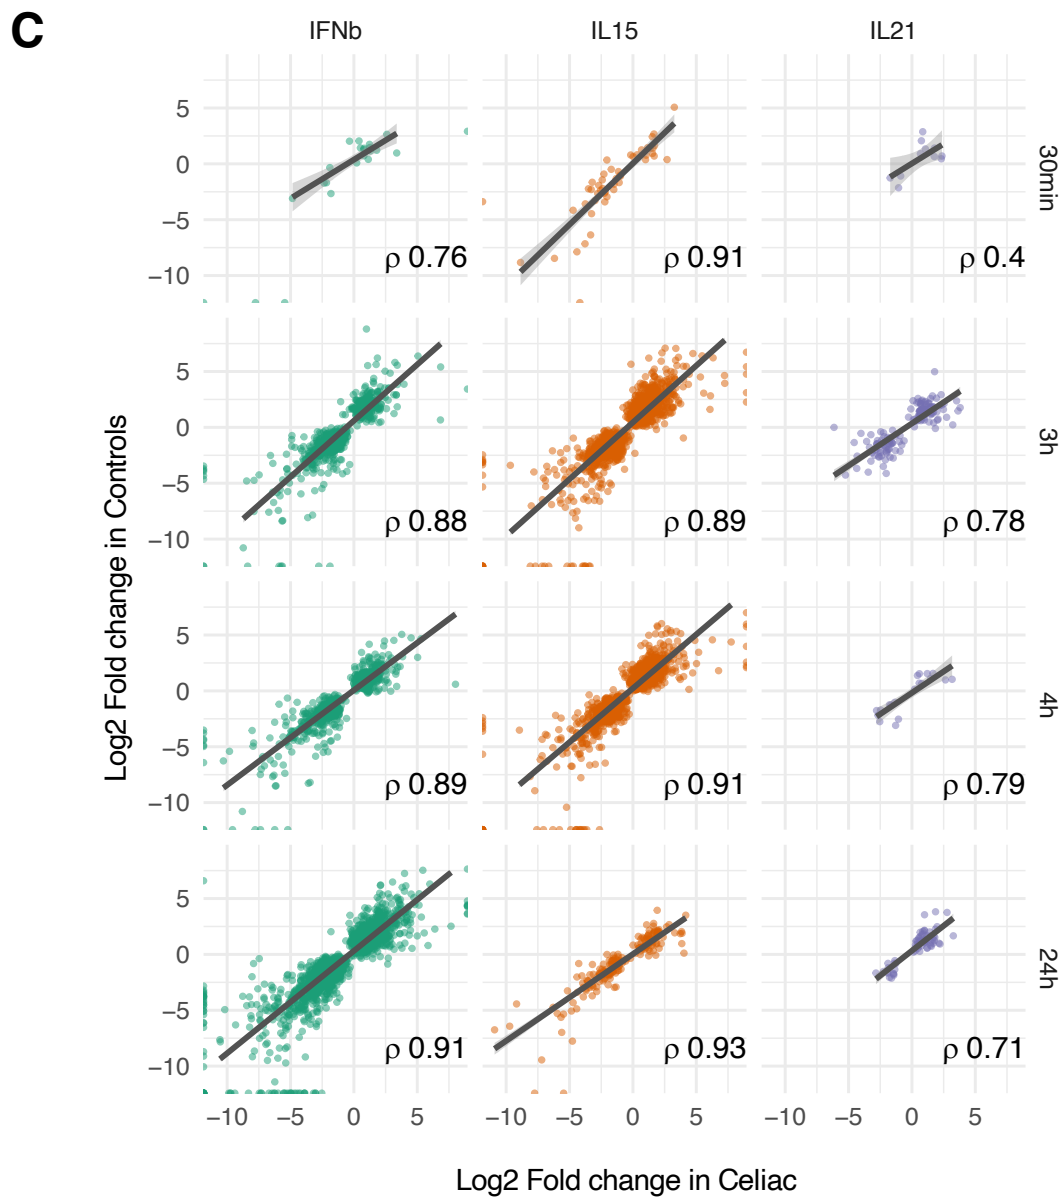 C
IFNb IL15 IL21
5
0
−5
−10
ρ 0.76 ρ 0.91 ρ 0.4
30min
5
0
−5
−10
ρ 0.88 ρ 0.89 ρ 0.78
3h
5
0
−5
−10
ρ 0.89 ρ 0.91 ρ 0.79
4h
5
0
−5
−10
ρ 0.91 ρ 0.93 ρ 0.71
24h
−10 −5 0 5 −10 −5 0 5 −10 −5 0 5
Log2 Fold change in Controls
Log2 Fold change in Celiac